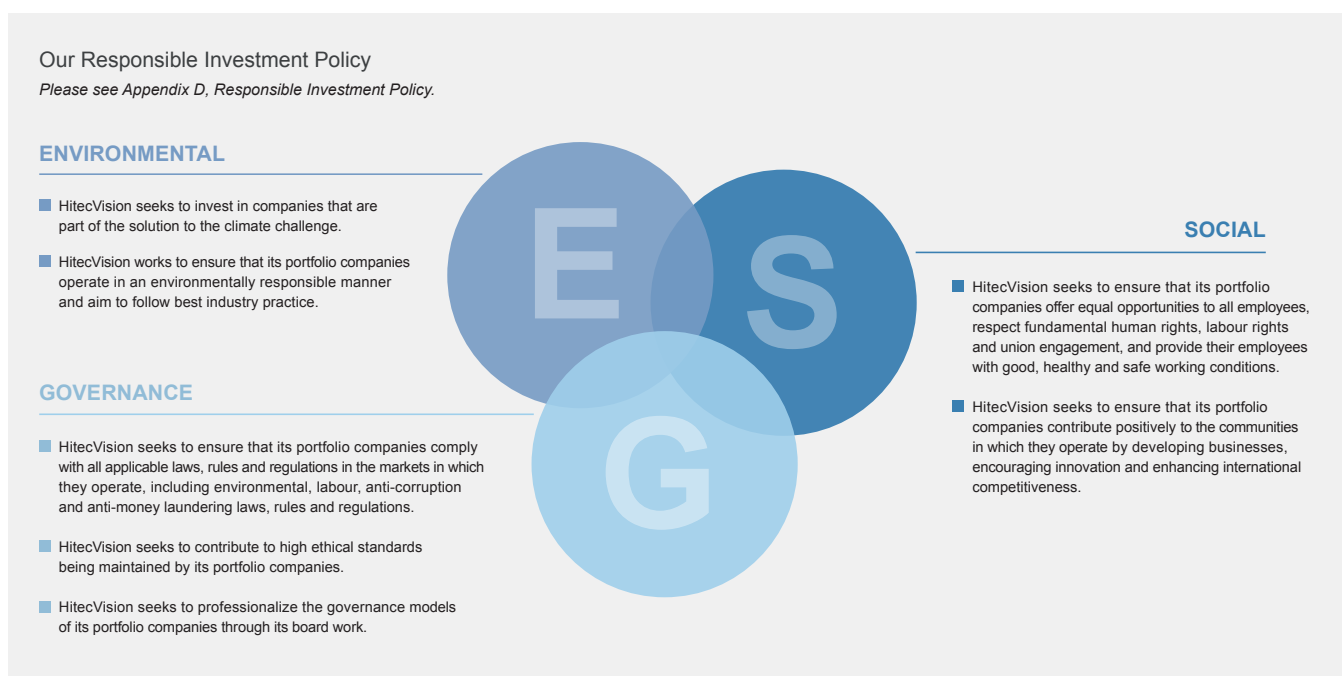 Our Responsible Investment Policy
Please see Appendix D, Responsible Investment Policy.
ENVIRONMENTAL
HitecVision seeks to invest in companies that are
part of the solution to the climate challenge.
HitecVision works to ensure that its portfolio companies
operate in an environmentally responsible manner
and aim to follow best industry practice.
GOVERNANCE
HitecVision seeks to ensure that its portfolio companies comply
with all applicable laws, rules and regulations in the markets in which
they operate, including environmental, labour, anti-corruption
and anti-money laundering laws, rules and regulations.
HitecVision seeks to contribute to high ethical standards
being maintained by its portfolio companies.
HitecVision seeks to professionalize the governance models
of its portfolio companies through its board work.
E
S
G
SOCIAL
HitecVision seeks to ensure that its portfolio
companies offer equal opportunities to all employees,
respect fundamental human rights, labour rights
and union engagement, and provide their employees
with good, healthy and safe working conditions.
HitecVision seeks to ensure that its portfolio
companies contribute positively to the communities
in which they operate by developing businesses,
encouraging innovation and enhancing international
competitiveness.